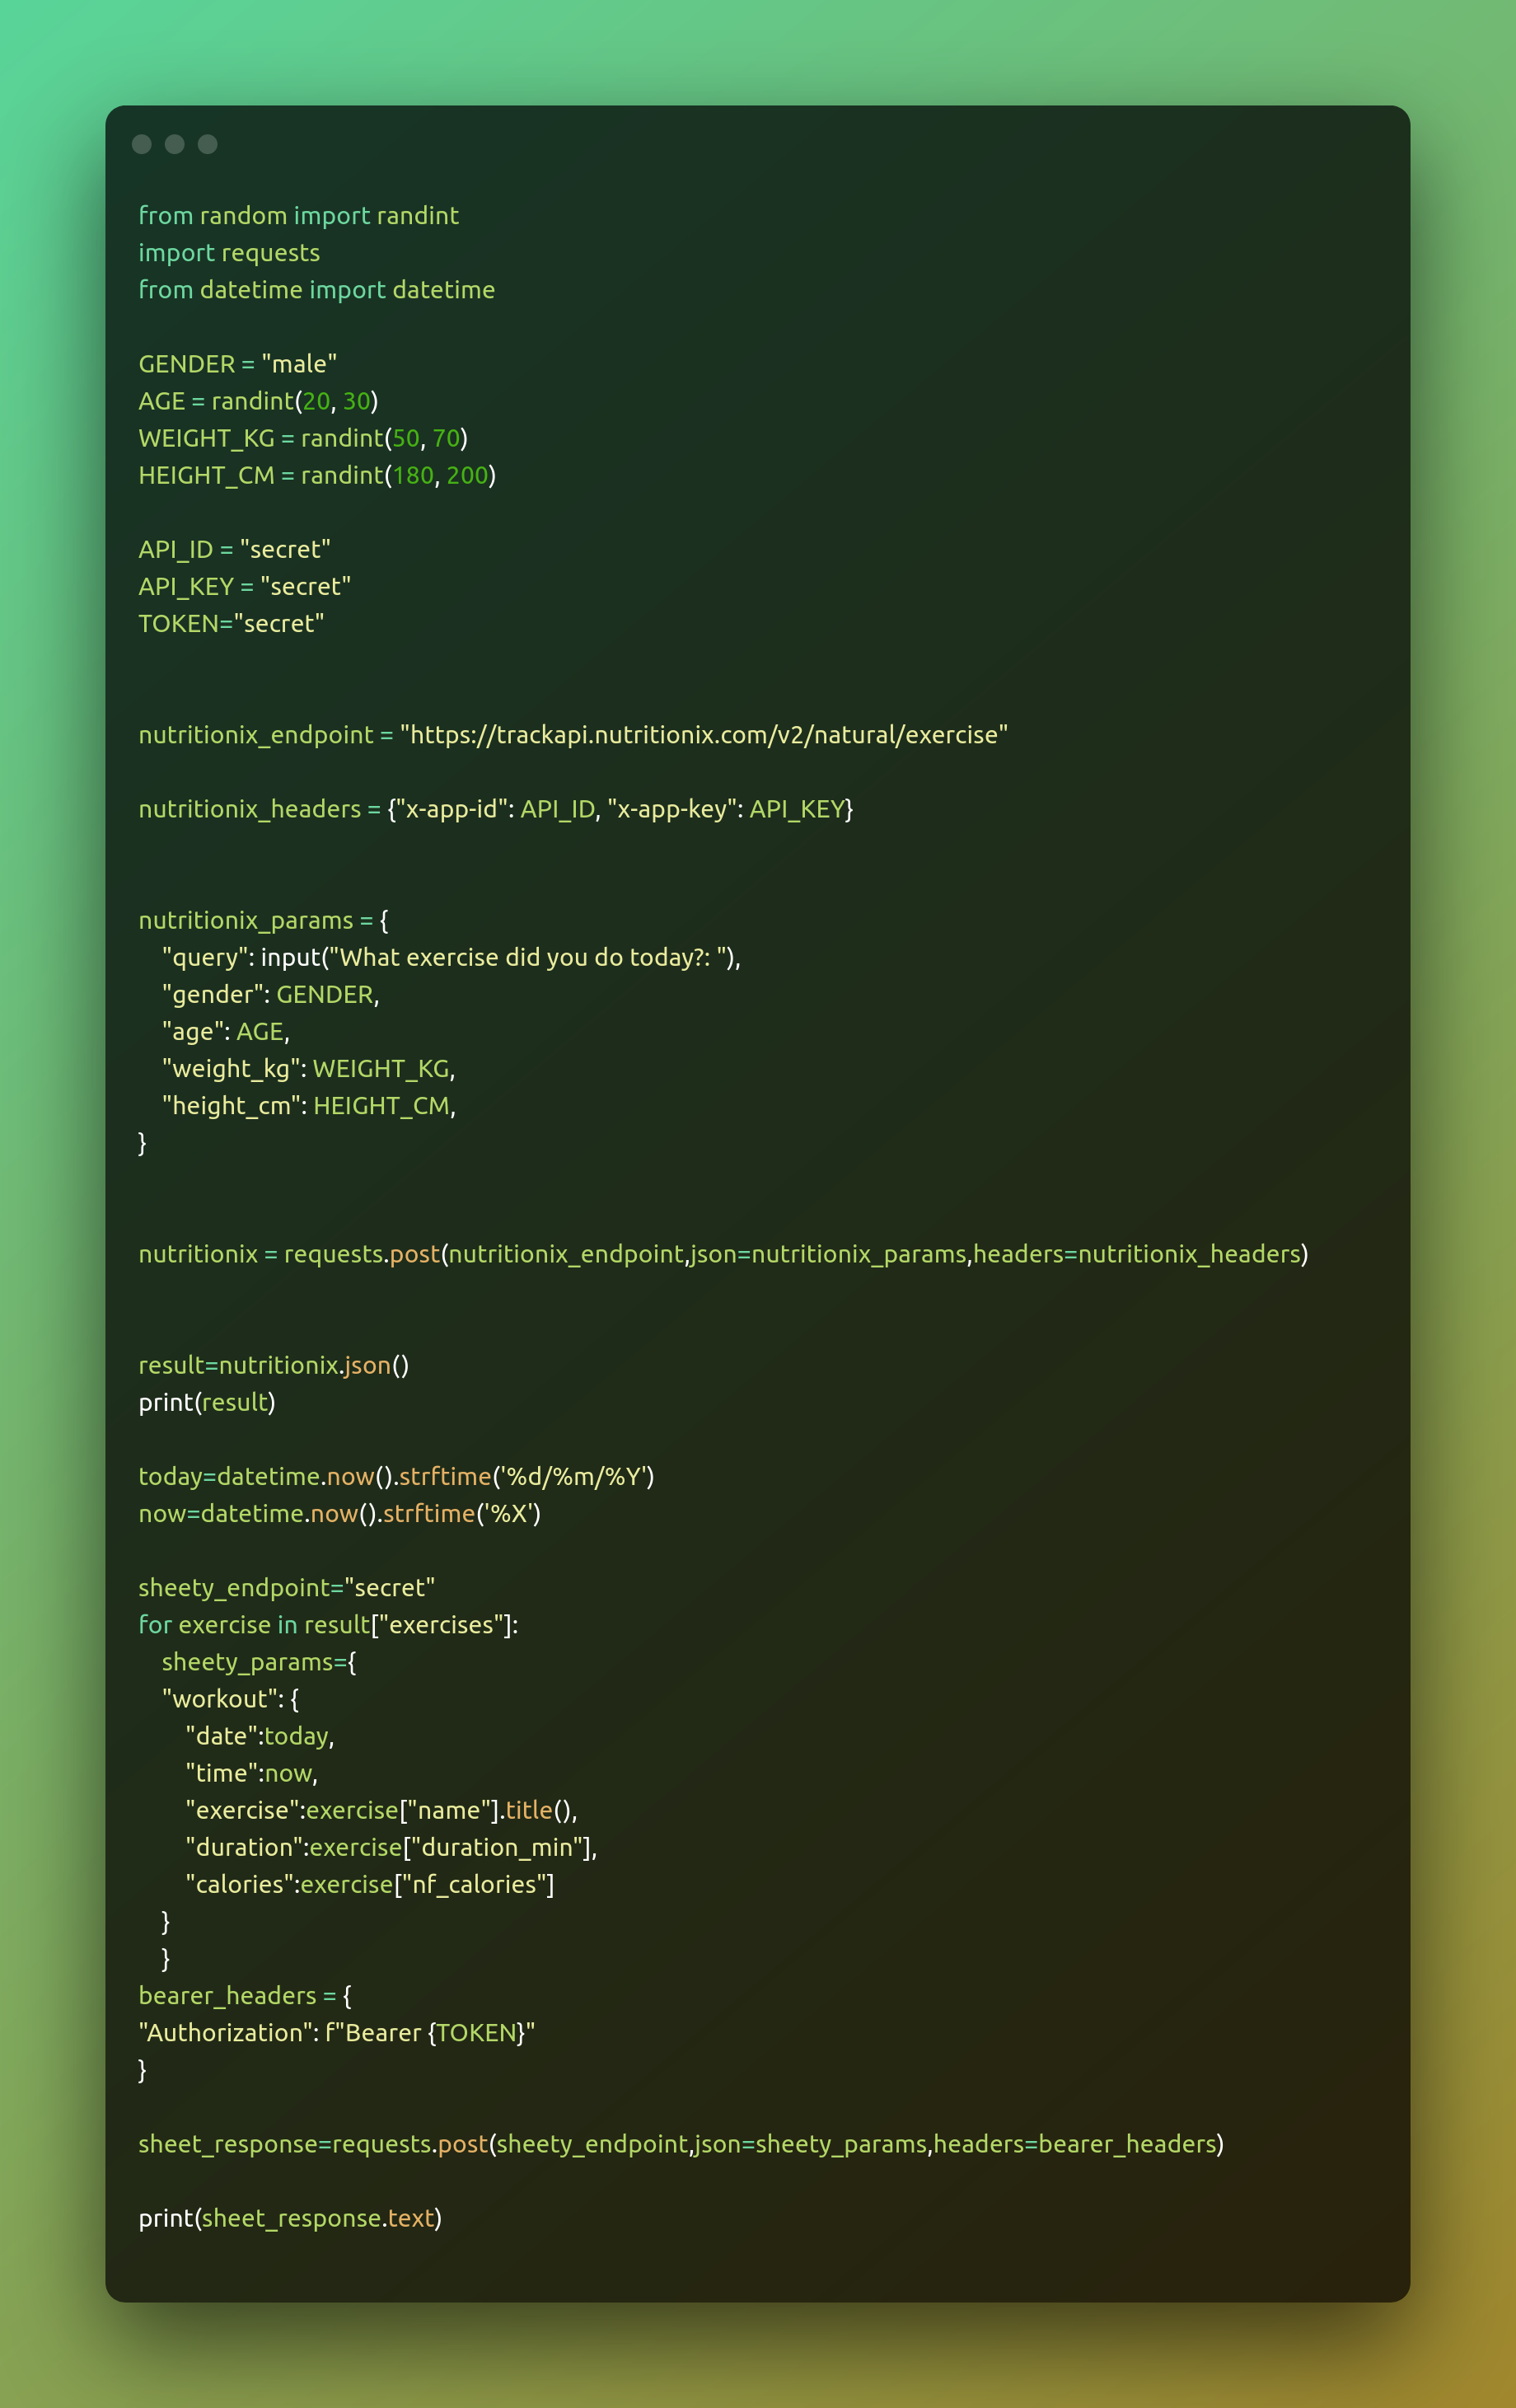 from random import randint
import requests
from datetime import datetime
GENDER = "male"
AGE = randint(20, 30)
WEIGHT_KG = randint(50, 70)
HEIGHT_CM = randint(180, 200)
API_ID = "secret"
API_KEY = "secret"
TOKEN="secret"
nutritionix_endpoint = "https://trackapi.nutritionix.com/v2/natural/exercise"
nutritionix_headers = {"x-app-id": API_ID, "x-app-key": API_KEY}
nutritionix_params = {
    "query": input("What exercise did you do today?: "),
    "gender": GENDER,
    "age": AGE,
    "weight_kg": WEIGHT_KG,
    "height_cm": HEIGHT_CM,
}
nutritionix = requests.post(nutritionix_endpoint,json=nutritionix_params,headers=nutritionix_headers)
result=nutritionix.json()
print(result)
today=datetime.now().strftime('%d/%m/%Y')
now=datetime.now().strftime('%X')
sheety_endpoint="secret"
for exercise in result["exercises"]:
    sheety_params={
    "workout": {
        "date":today,
        "time":now,
        "exercise":exercise["name"].title(),
        "duration":exercise["duration_min"],
        "calories":exercise["nf_calories"]
    }
    }
bearer_headers = {
"Authorization": f"Bearer {TOKEN}"
}
sheet_response=requests.post(sheety_endpoint,json=sheety_params,headers=bearer_headers)
print(sheet_response.text)